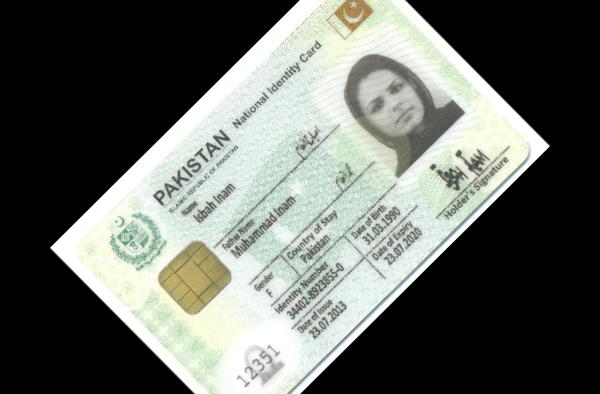 PAKISTAN National Identity Card
ISLAMIC REPUBLIC OF PAKISTAN
Name
Isbah Inam
Father Name
Muhammad Inam
Gender Country of Stay
F Pakistan
Identity Number Date of Birth
34402-8923855-0 31.03.1990
Date of Issue Date of Expiry
23.07.2013 23.07.2020
Holder's Signature
12351